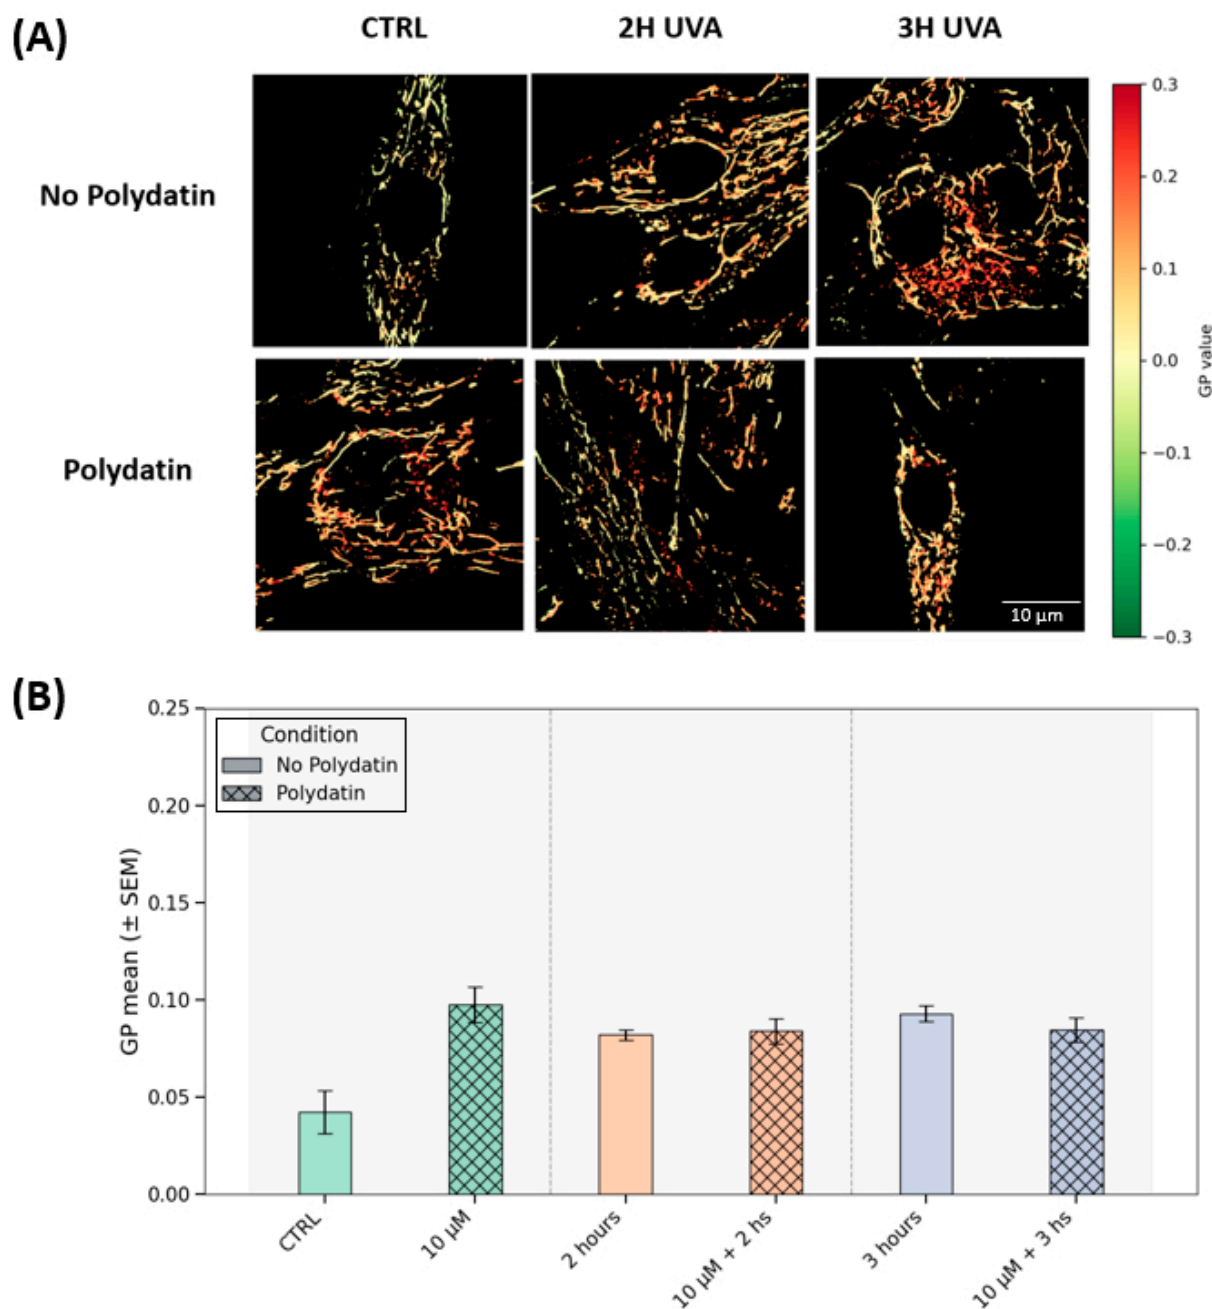 (A)
CTRL
2H UVA
3H UVA
No Polydatin
Polydatin
10 µm
0.3
0.2
0.1
0.0
−0.1
−0.2
−0.3
GP value
(B)
0.25
0.20
0.15
0.10
0.05
0.00
GP mean (± SEM)
Condition
No Polydatin
Polydatin
CTRL
10 µM
2 hours
10 µM + 2 hs
3 hours
10 µM + 3 hs